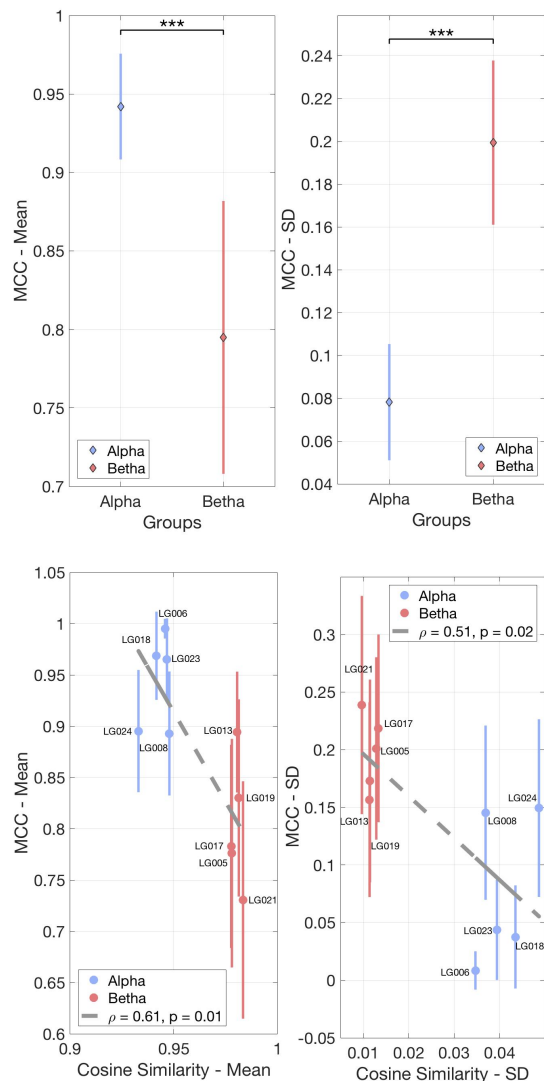 1
0.95
0.9
0.85
0.8
0.75
0.7
MCC - Mean
***
Alpha
Betha
Alpha
Betha
Groups
0.24
0.22
0.2
0.18
0.16
0.14
0.12
0.1
0.08
0.06
0.04
MCC - SD
***
Alpha
Betha
Alpha
Betha
Groups
1.05
1
0.95
0.9
0.85
0.8
0.75
0.7
0.65
0.6
MCC - Mean
LG006
LG018
LG023
LG024
LG008
LG013
LG019
LG017
LG005
LG021
Alpha
Betha
ρ = 0.61, p = 0.01
0.9
0.95
1
Cosine Similarity - Mean
0.3
0.25
0.2
0.15
0.1
0.05
0
-0.05
MCC - SD
Alpha
Betha
ρ = 0.51, p = 0.02
LG021
LG017
LG005
LG013
LG019
LG024
LG008
LG023
LG018
LG006
0.01
0.02
0.03
0.04
Cosine Similarity - SD